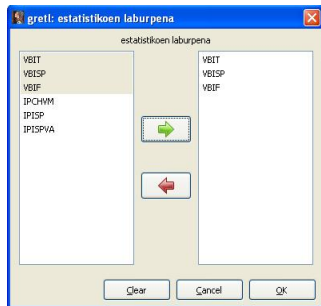 gretl: estatistikoen laburpena
estatistikoen laburpena
VBIT
VBISP
VBIF
IPCHVM
IPISP
IPISPVA
VBIT
VBISP
VBIF
Clear
Cancel
OK